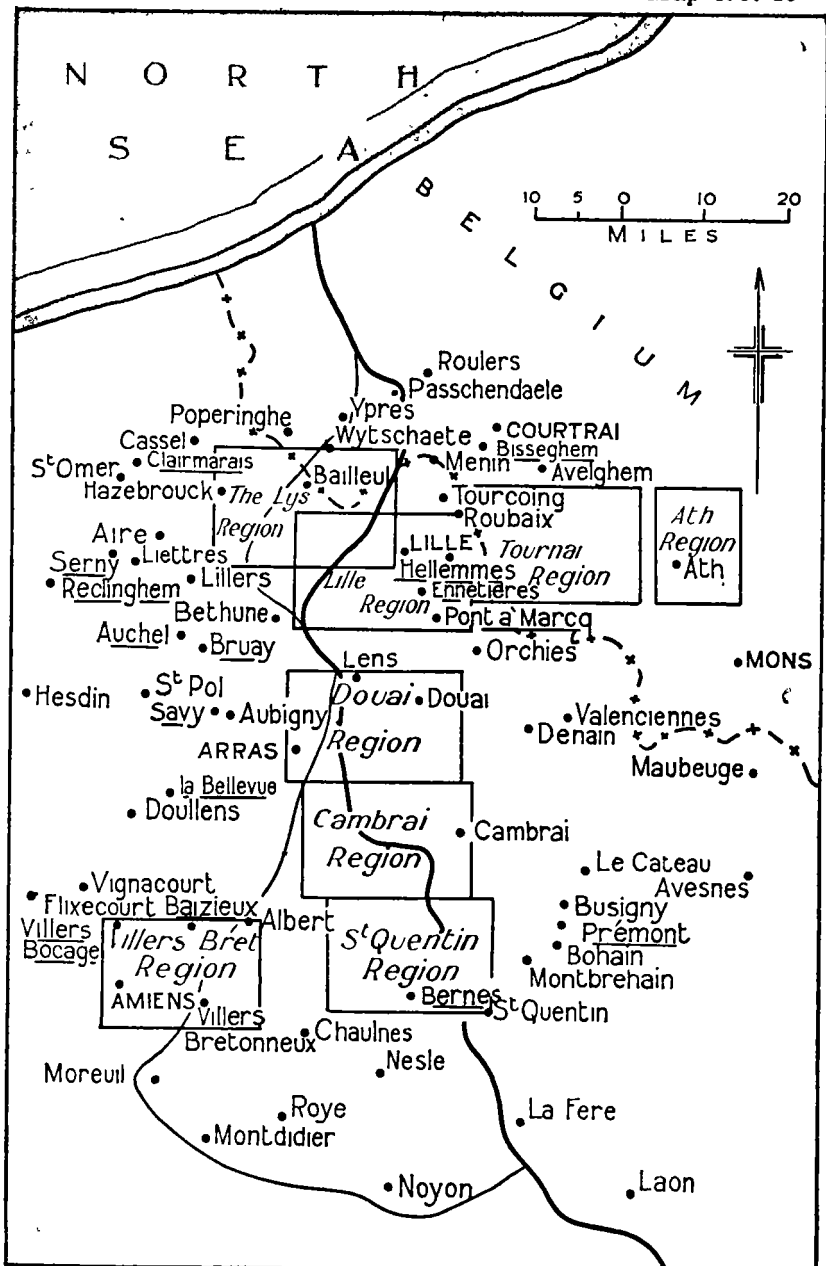 NORTH
SEA
BELGIUM
10 5 0 10 20
MILES
Roulers
Passchendaele
Ypres
Poperinghe
Wytschaete
COURTRAI
Cassel
Bisseghem
Clairmarais
Menin
Avelghem
St Omer
Bailleul
Hazebrouck
The Lys
Region
Tourcoing
Roubaix
Ath
Region
Ath
Aire
LILLE
Tournai
Region
Serny
Liettres
Hellemmes
Reclinghem
Lillers
Lille
Region
Ennetières
Bethune
Pont à Marcq
Auchel
Bruay
Orchies
Lens
MONS
Hesdin
St Pol
Douai
Region
Douai
Savy
Aubigny
Valenciennes
Denain
ARRAS
Maubeuge
la Bellevue
Doullens
Cambrai
Region
Cambrai
Le Cateau
Vignacourt
Avesnes
Flixecourt
Baizieux
Albert
Busigny
Villers
Bocage
Villers Brét
Region
St Quentin
Region
Prémont
Bohain
Montbrehain
AMIENS
Villers
Bretonneux
Bernes
St Quentin
Chaulnes
Moreuil
Nesle
Roye
La Fere
Montdidier
Noyon
Laon